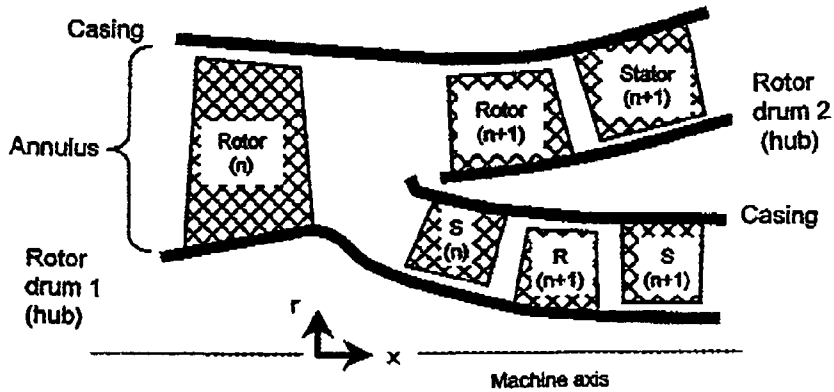 Casing
Annulus
Rotor
(n)
Rotor
(n+1)
Stator
(n+1)
Rotor
drum 2
(hub)
Casing
S
(n)
R
(n+1)
S
(n+1)
Rotor
drum 1
(hub)
r
x
Machine axis